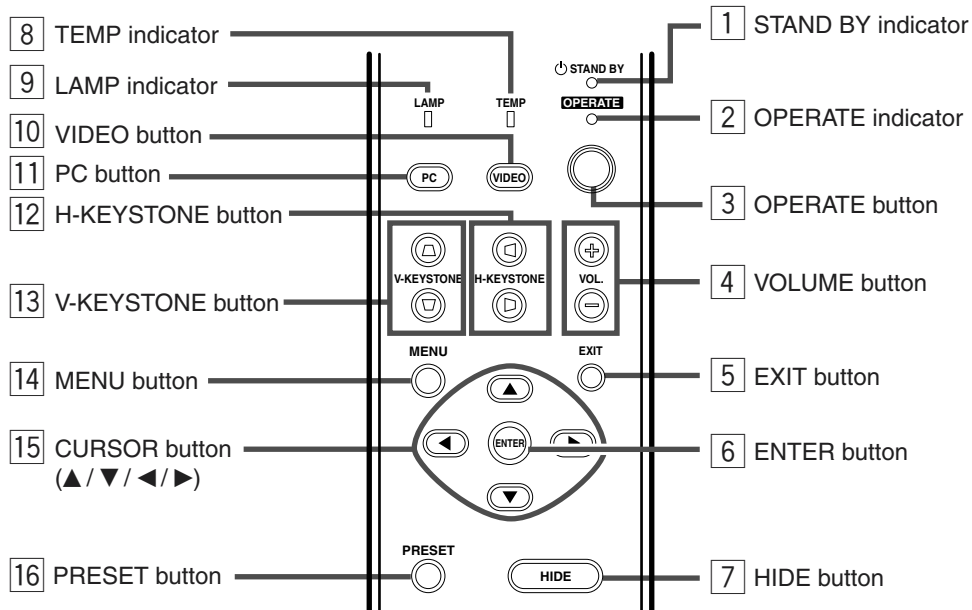 8 TEMP indicator
9 LAMP indicator
10 VIDEO button
11 PC button
12 H-KEYSTONE button
13 V-KEYSTONE button
14 MENU button
15 CURSOR button
(▲/▼/◀/▶)
16 PRESET button
STAND BY
LAMP
TEMP
OPERATE
PC
VIDEO
V-KEYSTONE
H-KEYSTONE
VOL.
MENU
EXIT
ENTER
PRESET
HIDE
1 STAND BY indicator
2 OPERATE indicator
3 OPERATE button
4 VOLUME button
5 EXIT button
6 ENTER button
7 HIDE button